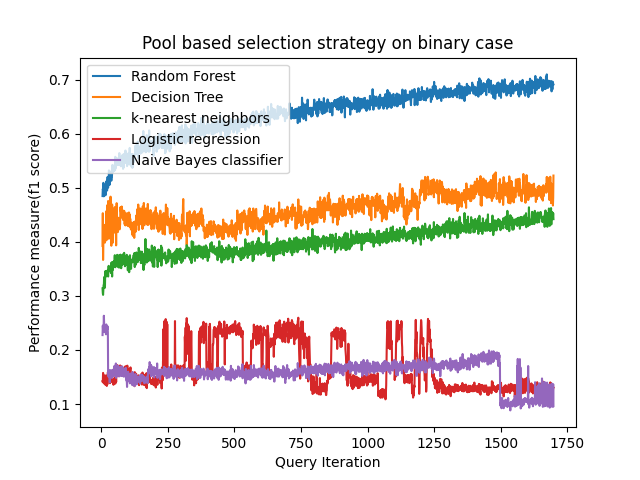 Pool based selection strategy on binary case
Random Forest
Decision Tree
k-nearest neighbors
Logistic regression
Naive Bayes classifier
Performance measure(f1 score)
0.7
0.6
0.5
0.4
0.3
0.2
0.1
0
250
500
750
1000
1250
1500
1750
Query Iteration